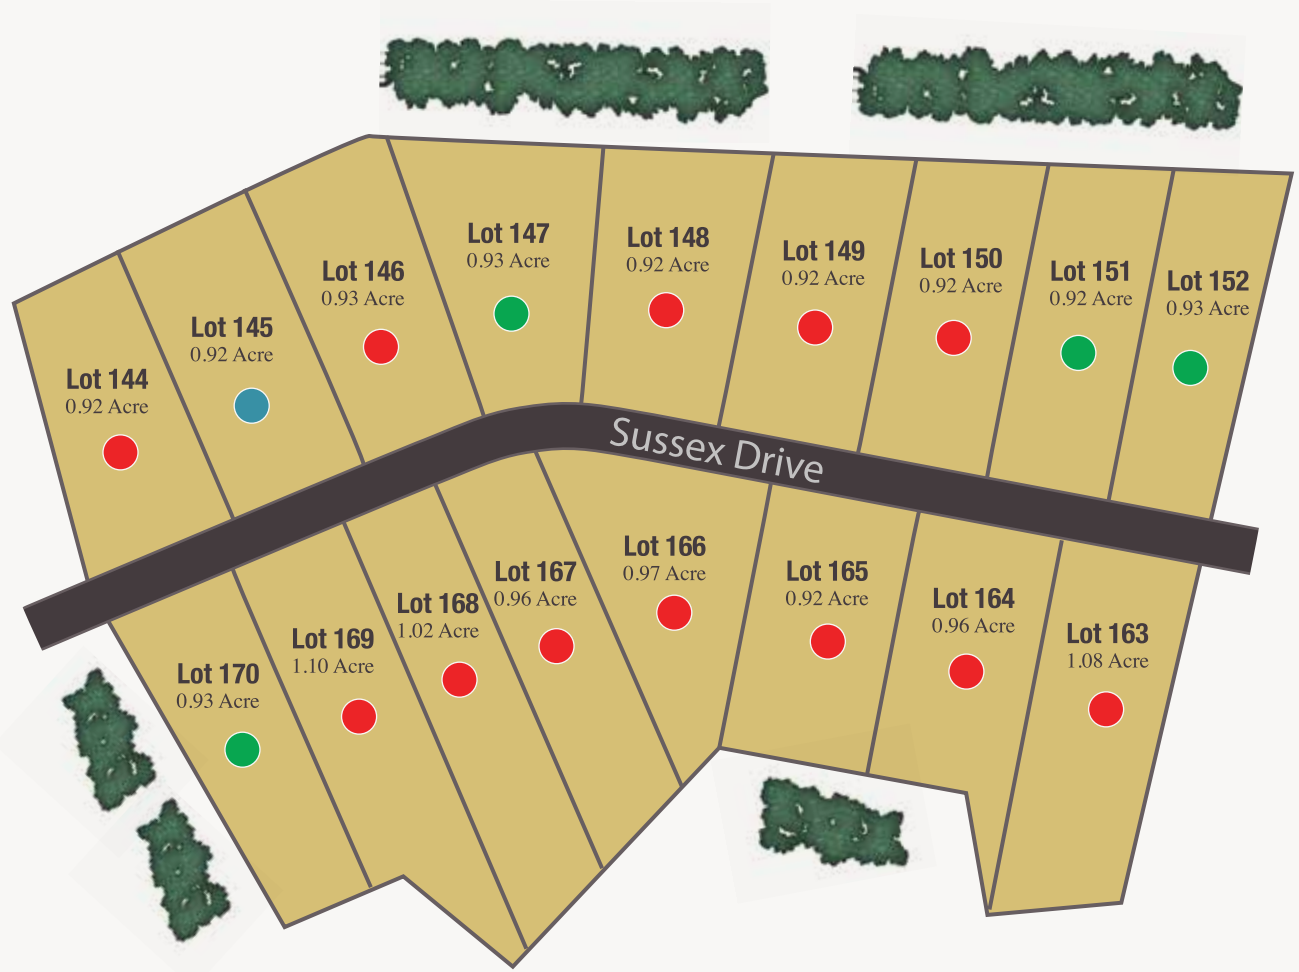 Lot 144
0.92 Acre
Lot 145
0.92 Acre
Lot 146
0.93 Acre
Lot 147
0.93 Acre
Lot 148
0.92 Acre
Lot 149
0.92 Acre
Lot 150
0.92 Acre
Lot 151
0.92 Acre
Lot 152
0.93 Acre
Sussex Drive
Lot 170
0.93 Acre
Lot 169
1.10 Acre
Lot 168
1.02 Acre
Lot 167
0.96 Acre
Lot 166
0.97 Acre
Lot 165
0.92 Acre
Lot 164
0.96 Acre
Lot 163
1.08 Acre